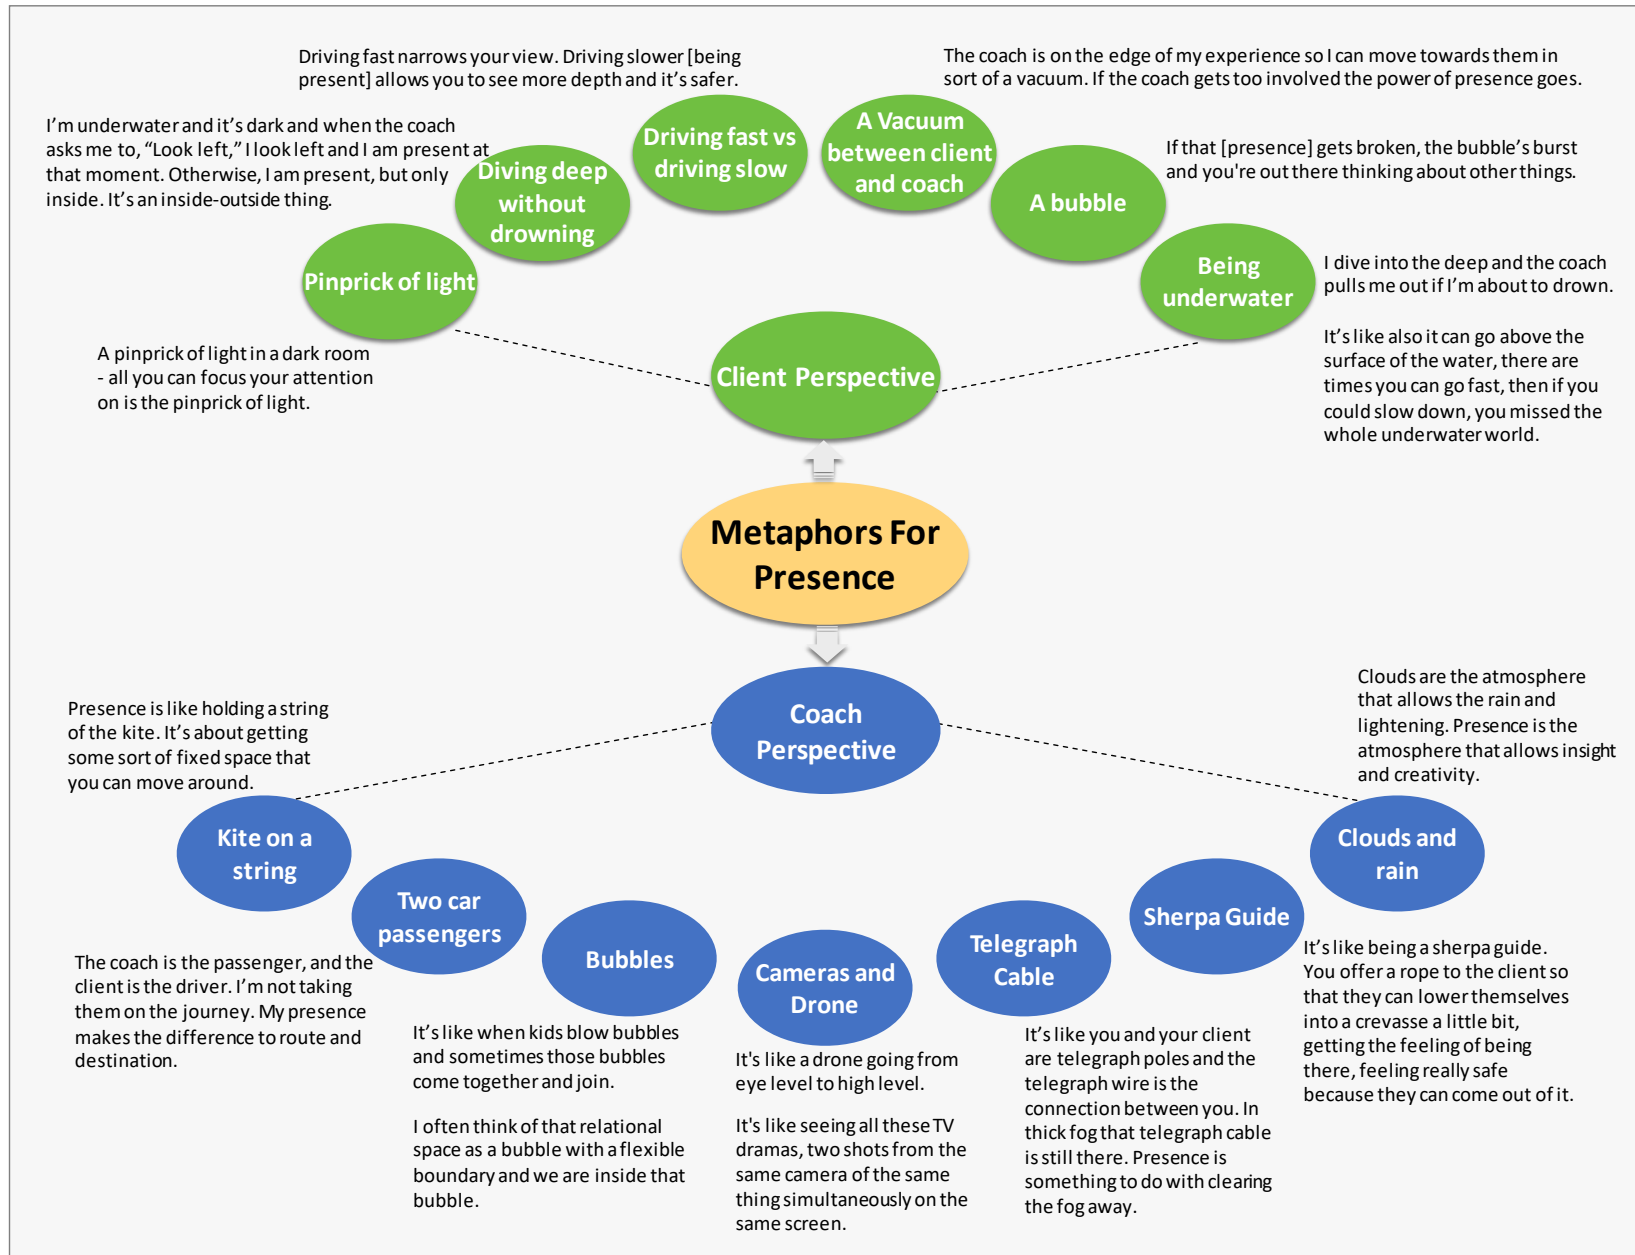 Driving fast narrows your view. Driving slower [being
present] allows you to see more depth and it's safer.
The coach is on the edge of my experience so I can move towards them in
sort of a vacuum. If the coach gets too involved the power of presence goes.
I'm underwater and it's dark and when the coach
asks me to, "Look left," I look left and I am present at
that moment. Otherwise, I am present, but only
inside. It's an inside-outside thing.
Driving fast vs
driving slow
A Vacuum
between client
and coach
If that [presence] gets broken, the bubble's burst
and you're out there thinking about other things.
Diving deep
without
drowning
A bubble
Pinprick of light
Being
underwater
I dive into the deep and the coach
pulls me out if I'm about to drown.
It's like also it can go above the
surface of the water, there are
times you can go fast, then if you
could slow down, you missed the
whole underwater world.
A pinprick of light in a dark room
- all you can focus your attention
on is the pinprick of light.
Client Perspective
Metaphors For
Presence
Coach
Perspective
Presence is like holding a string
of the kite. It's about getting
some sort of fixed space that
you can move around.
Clouds are the atmosphere
that allows the rain and
lightening. Presence is the
atmosphere that allows insight
and creativity.
Kite on a
string
Two car
passengers
Bubbles
Cameras and
Drone
Telegraph
Cable
Sherpa Guide
Clouds and
rain
The coach is the passenger, and the
client is the driver. I'm not taking
them on the journey. My presence
makes the difference to route and
destination.
It's like when kids blow bubbles
and sometimes those bubbles
come together and join.
I often think of that relational
space as a bubble with a flexible
boundary and we are inside that
bubble.
It's like a drone going from
eye level to high level.
It's like seeing all these TV
dramas, two shots from the
same camera of the same
thing simultaneously on the
same screen.
It's like you and your client
are telegraph poles and the
telegraph wire is the
connection between you. In
thick fog that telegraph cable
is still there. Presence is
something to do with clearing
the fog away.
It's like being a sherpa guide.
You offer a rope to the client so
that they can lower themselves
into a crevasse a little bit,
getting the feeling of being
there, feeling really safe
because they can come out of it.